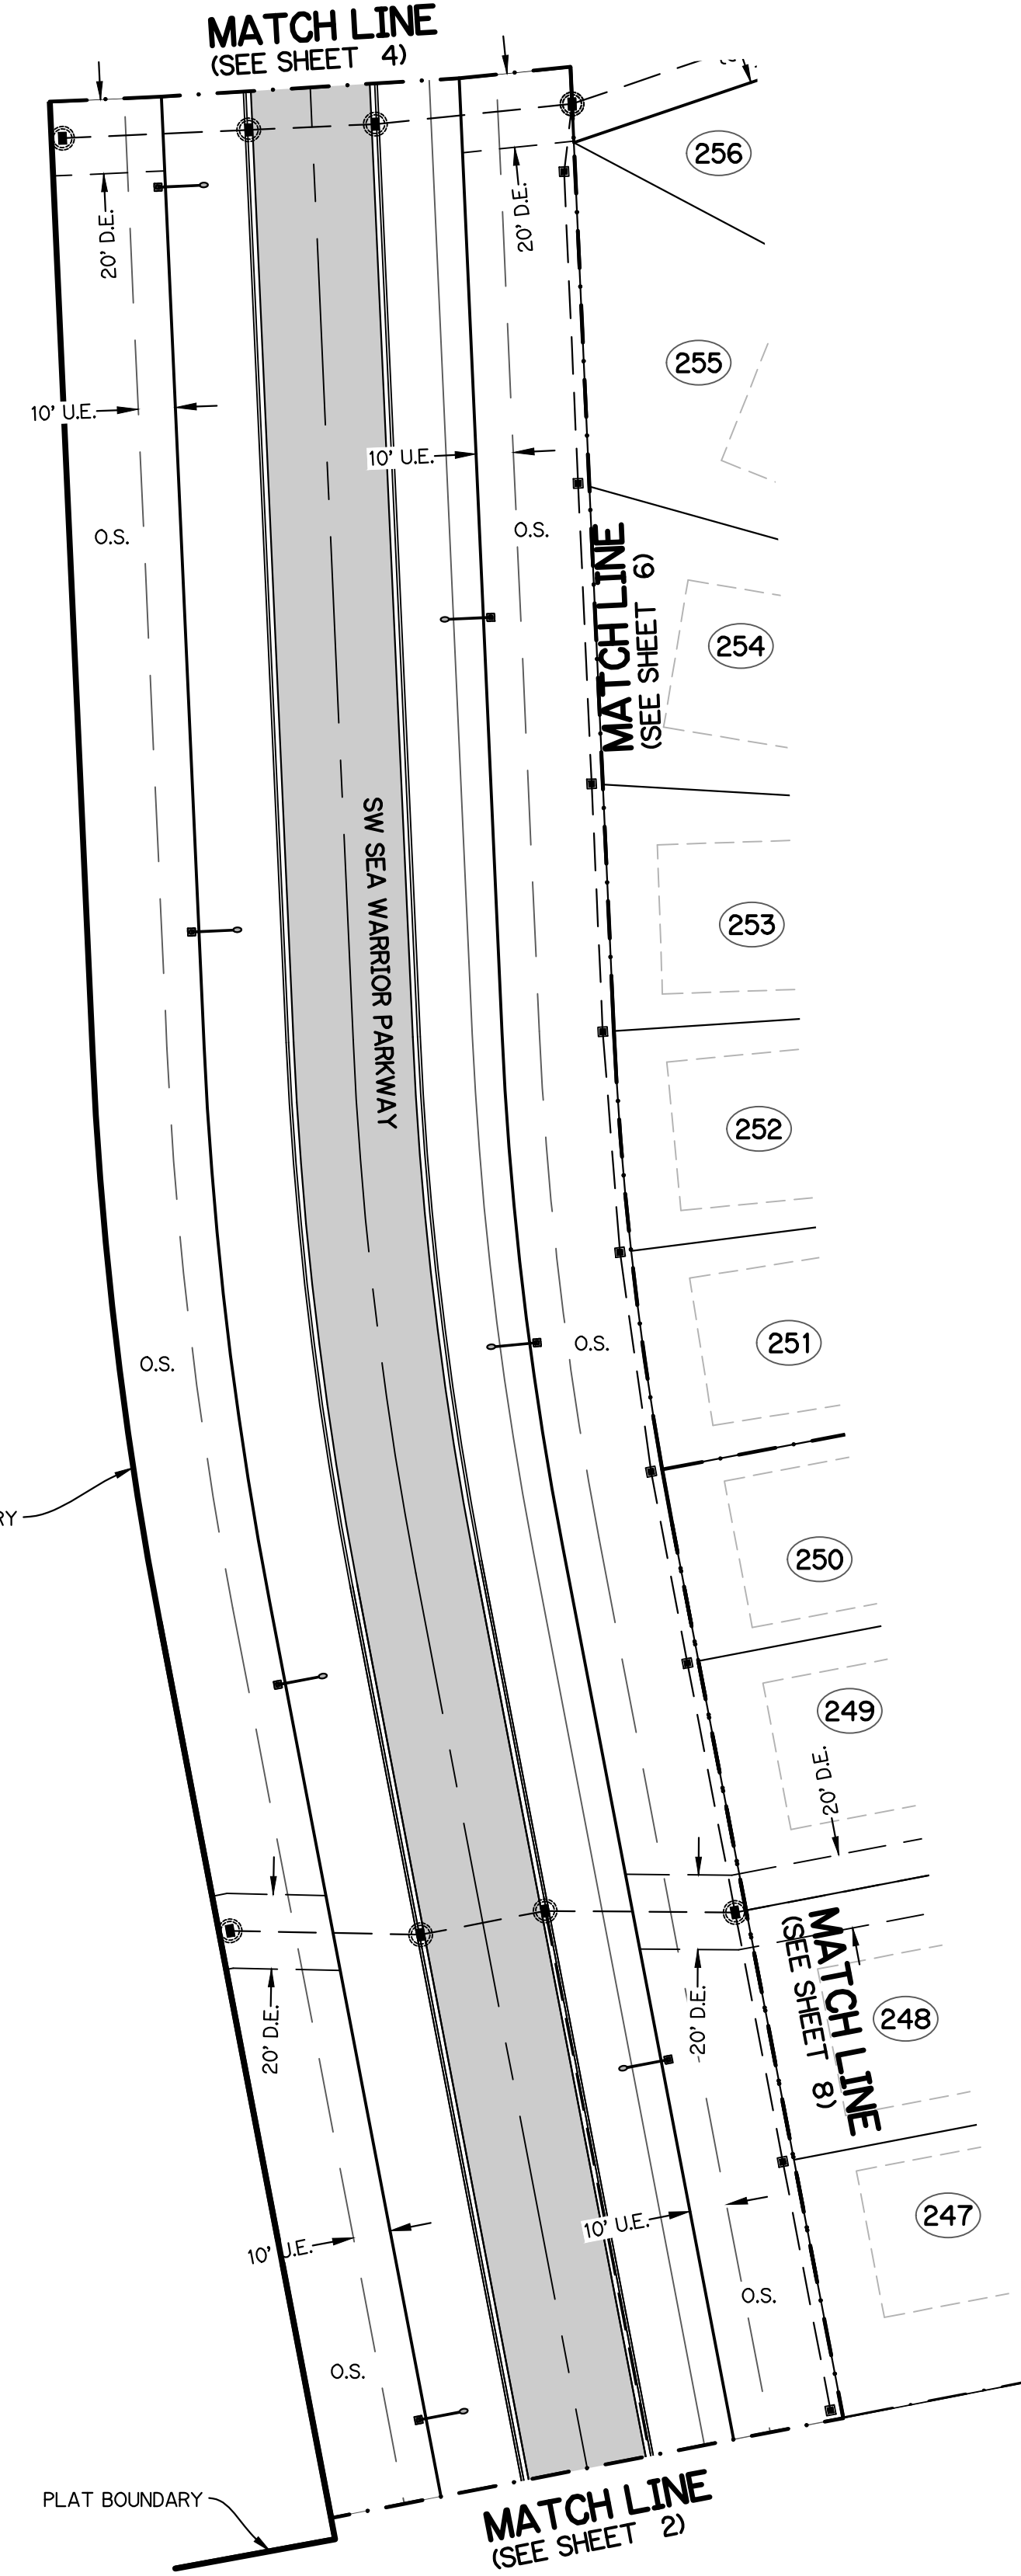 MATCH LINE
(SEE SHEET 4)
256
20' D.E.
20' D.E.
255
10' U.E.
10' U.E.
O.S.
O.S.
MATCH LINE
(SEE SHEET 6)
254
SW SEA WARRIOR PARKWAY
253
252
251
O.S.
O.S.
RY
250
249
20' D.E.
MATCH LINE
(SEE SHEET 8)
248
20' D.E.
20' D.E.
247
10' U.E.
10' U.E.
O.S.
O.S.
PLAT BOUNDARY
MATCH LINE
(SEE SHEET 2)